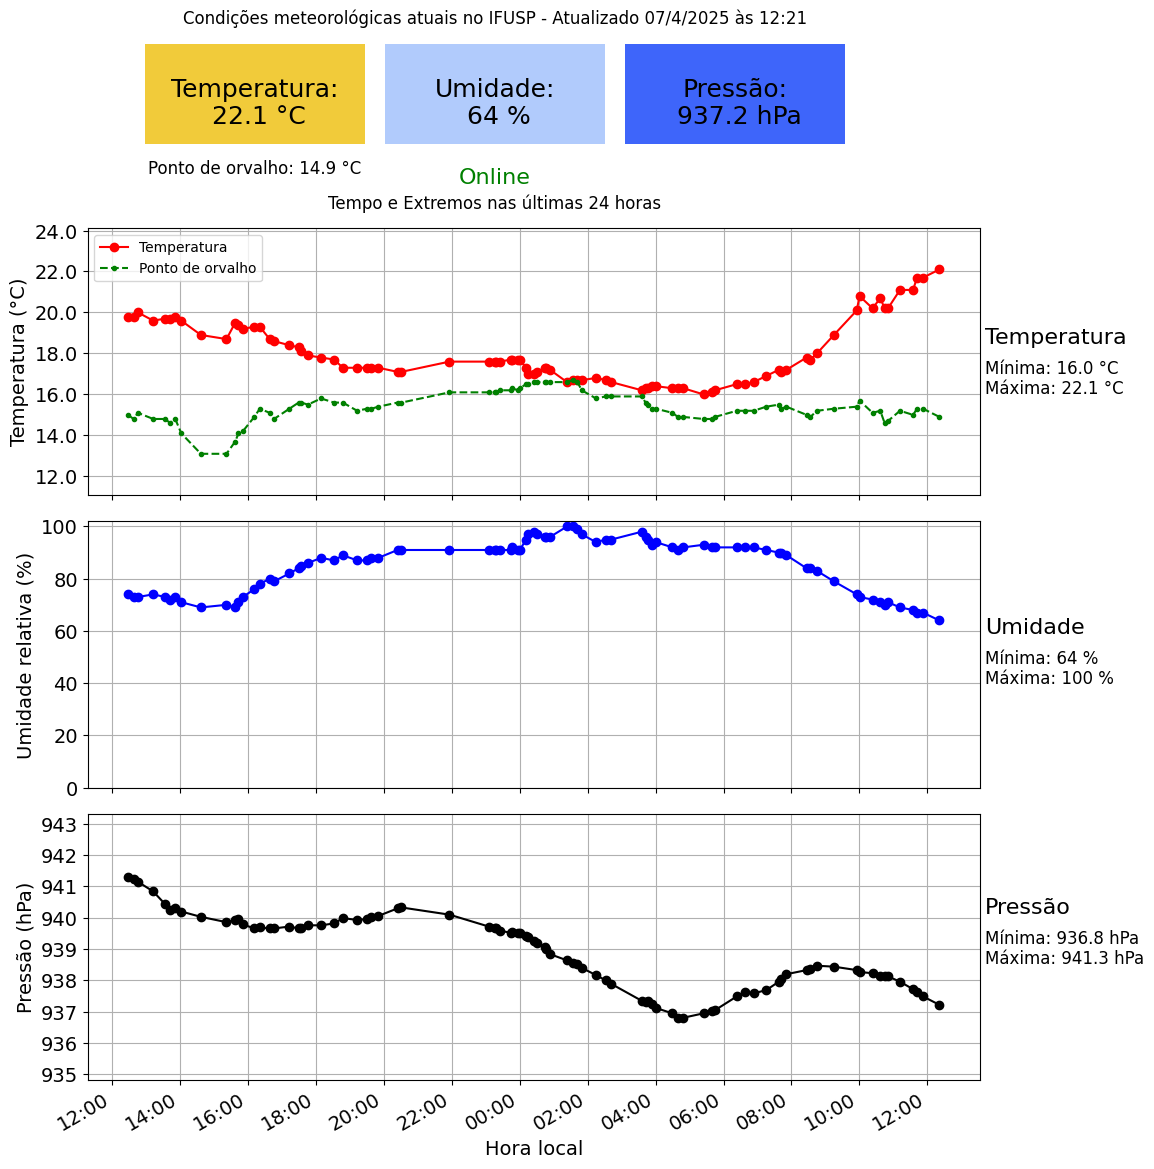 Condições meteorológicas atuais no IFUSP - Atualizado 07/4/2025 às 12:21
Temperatura:
22.1 °C
Umidade:
64 %
Pressão:
937.2 hPa
Ponto de orvalho: 14.9 °C
Online
Tempo e Extremos nas últimas 24 horas
Temperatura (°C)
24.0
22.0
20.0
18.0
16.0
14.0
12.0
Temperatura
Ponto de orvalho
Temperatura
Mínima: 16.0 °C
Máxima: 22.1 °C
Umidade relativa (%)
100
80
60
40
20
0
Umidade
Mínima: 64 %
Máxima: 100 %
Pressão (hPa)
943
942
941
940
939
938
937
936
935
Pressão
Mínima: 936.8 hPa
Máxima: 941.3 hPa
12:00
14:00
16:00
18:00
20:00
22:00
00:00
02:00
04:00
06:00
08:00
10:00
12:00
Hora local